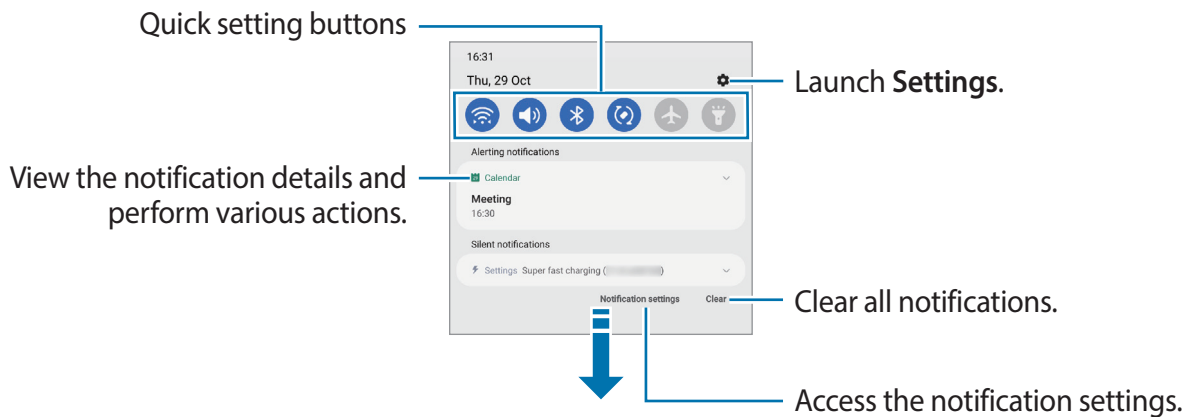 Quick setting buttons
16:31
Thu, 29 Oct
Launch Settings.
Alerting notifications
View the notification details and
perform various actions.
Calendar
Meeting
16:30
Silent notifications
Settings Super fast charging ( )
Notification settings Clear
Clear all notifications.
Access the notification settings.